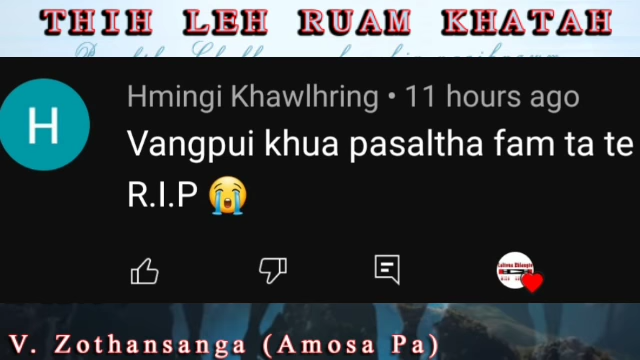 THIH LEH RUAM KHATAH
Hmingi Khawlhring • 11 hours ago
Vangpui khua pasaltha fam ta te
R.I.P 😭
V. Zothansanga (Amosa Pa)